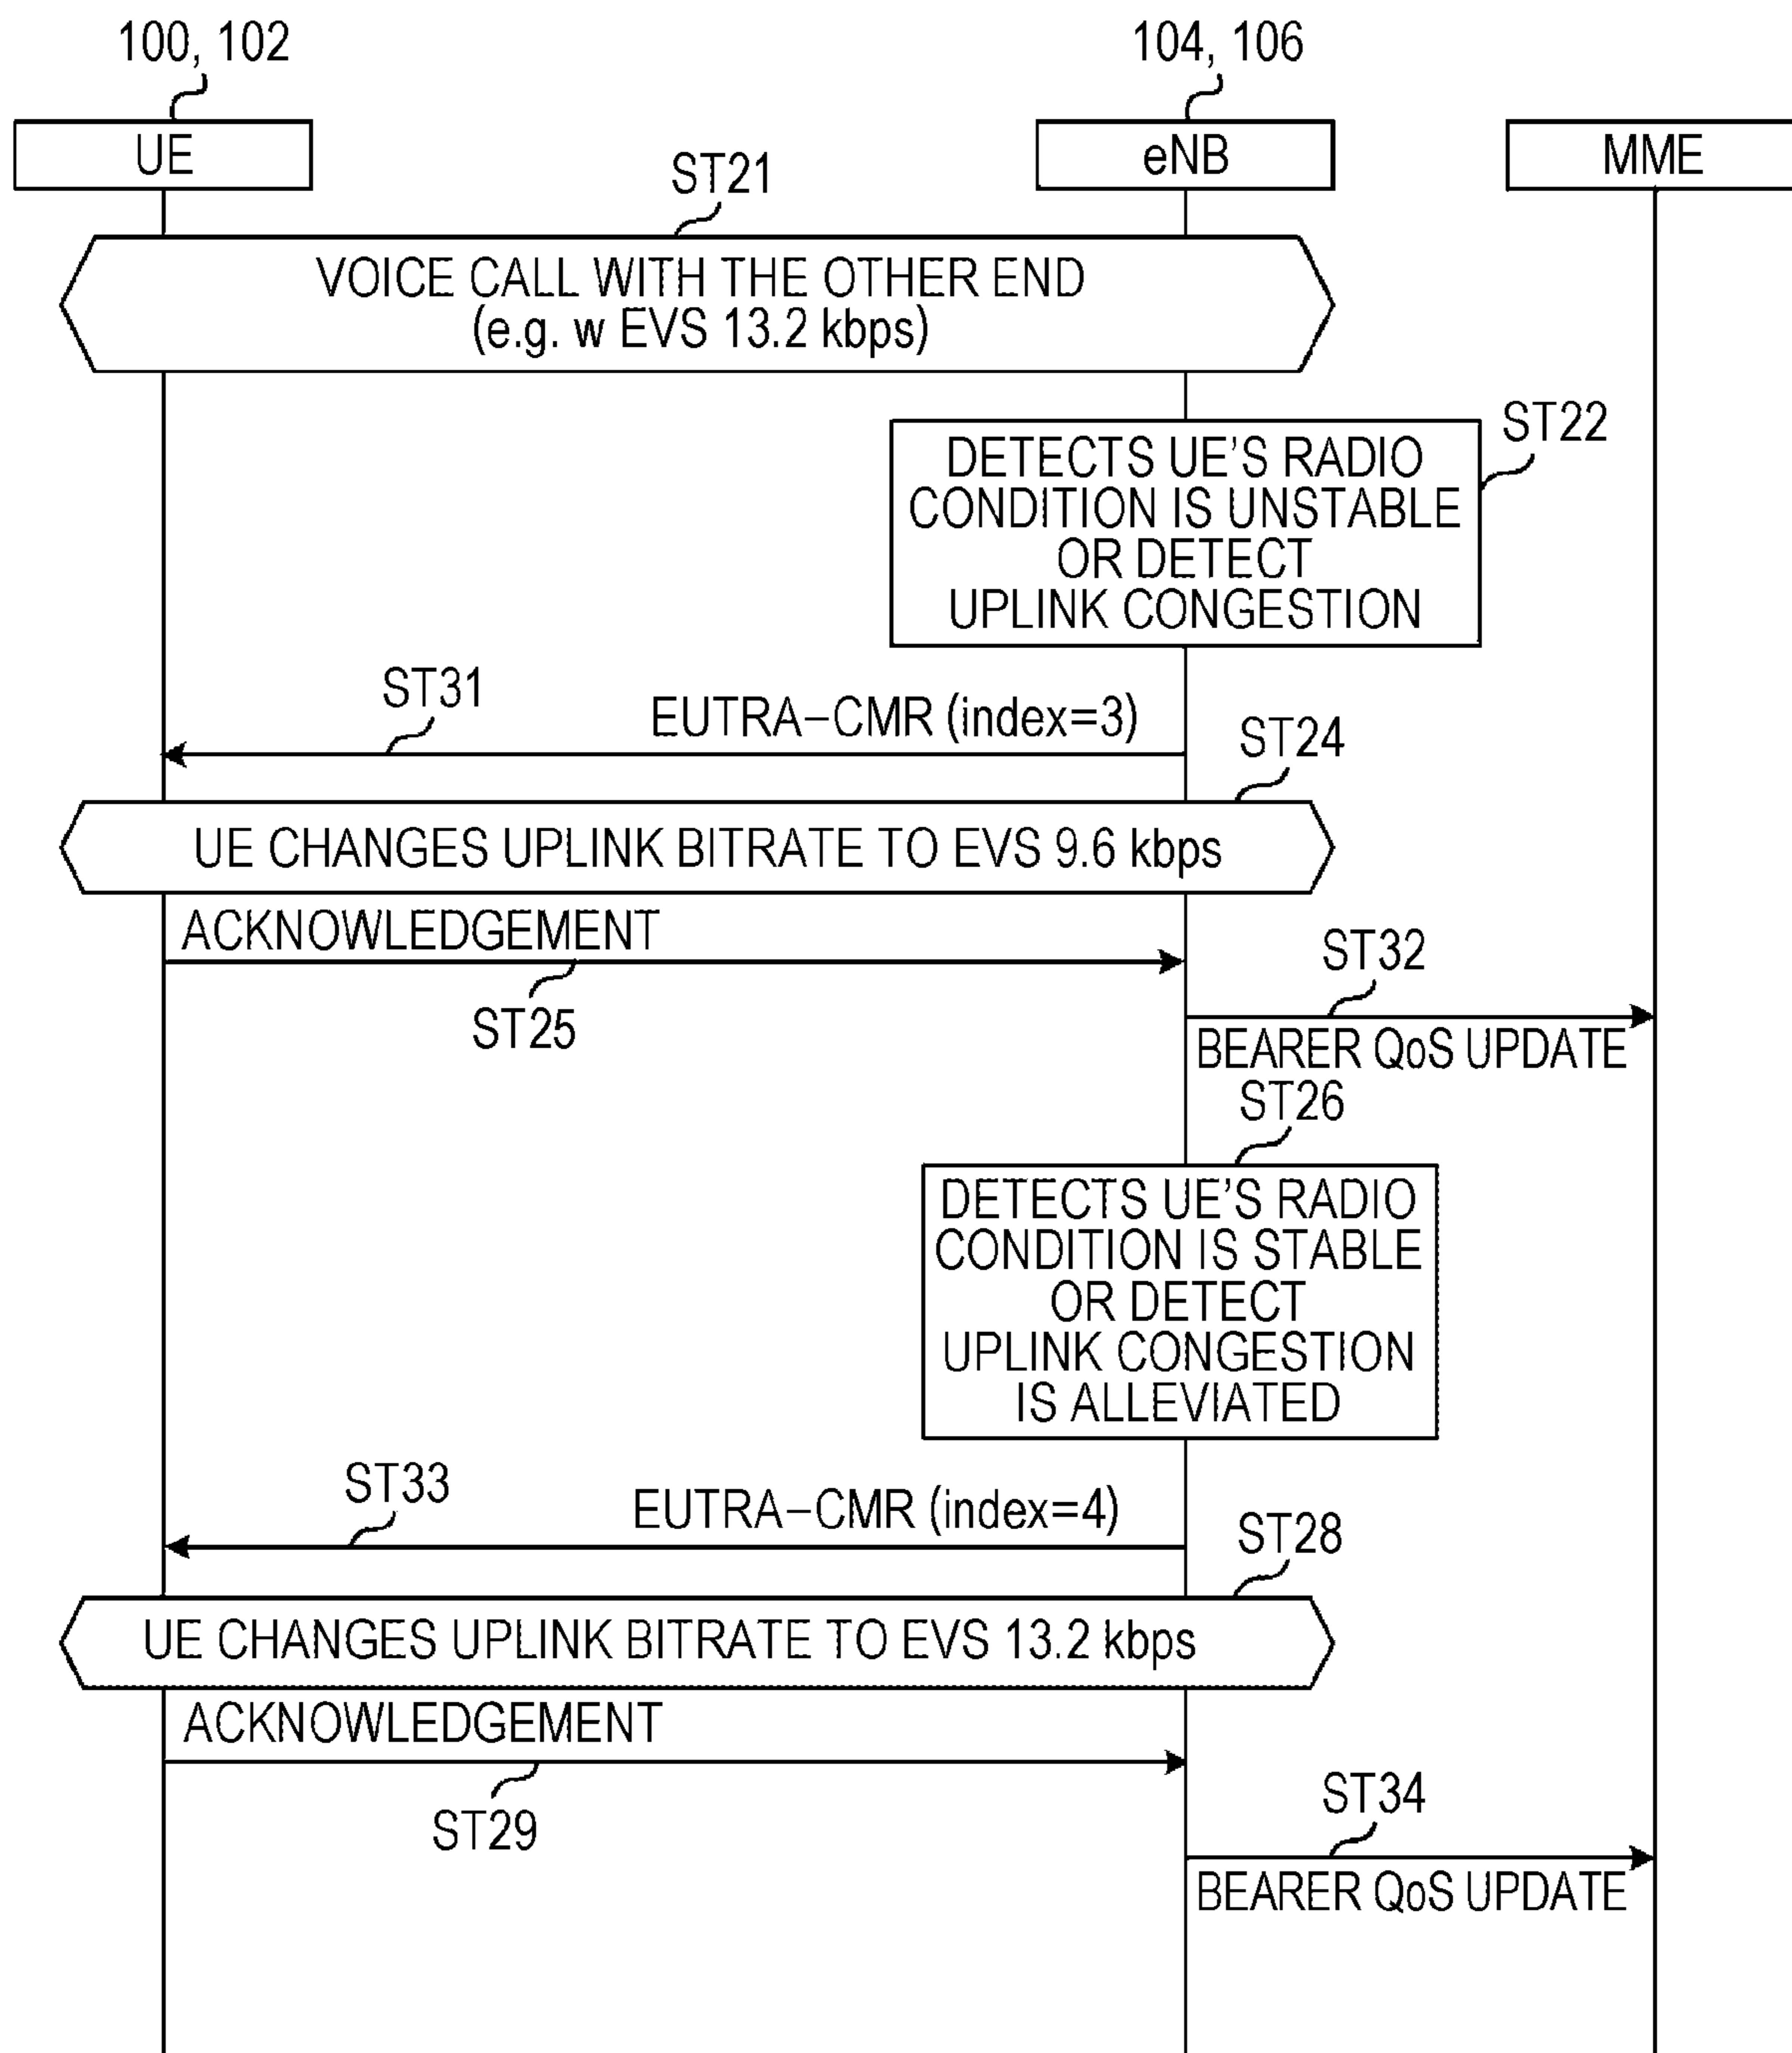 100, 102
104, 106
UE
eNB
MME
ST21
VOICE CALL WITH THE OTHER END
(e.g. w EVS 13.2 kbps)
ST22
DETECTS UE'S RADIO
CONDITION IS UNSTABLE
OR DETECT
UPLINK CONGESTION
ST31
EUTRA–CMR (index=3)
ST24
UE CHANGES UPLINK BITRATE TO EVS 9.6 kbps
ACKNOWLEDGEMENT
ST25
ST32
BEARER QoS UPDATE
ST26
DETECTS UE'S RADIO
CONDITION IS STABLE
OR DETECT
UPLINK CONGESTION
IS ALLEVIATED
ST33
EUTRA–CMR (index=4)
ST28
UE CHANGES UPLINK BITRATE TO EVS 13.2 kbps
ACKNOWLEDGEMENT
ST29
ST34
BEARER QoS UPDATE